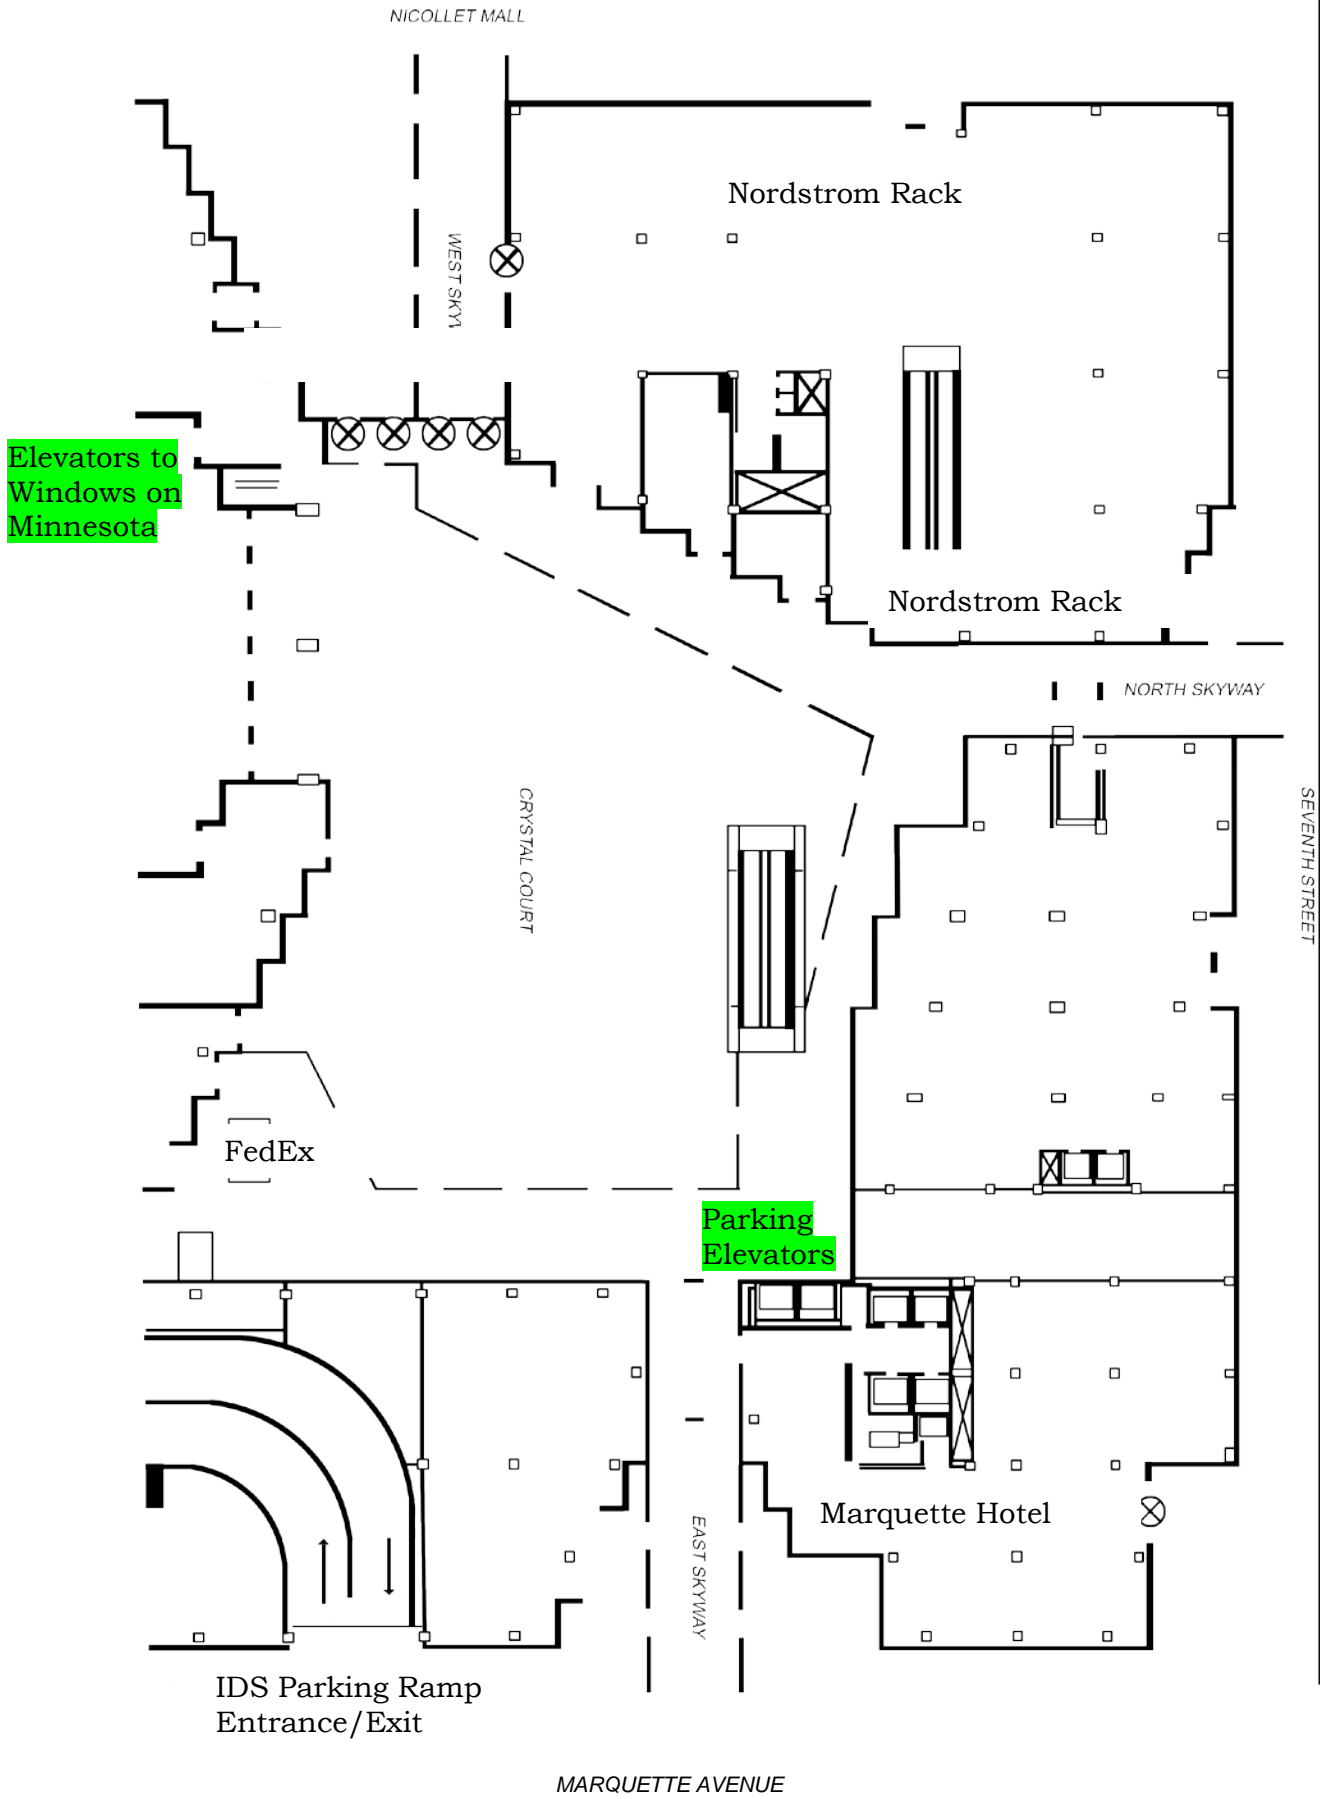 NICOLLET MALL
Nordstrom Rack
WEST SKY
Elevators to
Windows on
Minnesota
Nordstrom Rack
NORTH SKYWAY
CRYSTAL COURT
SEVENTH STREET
FedEx
Parking
Elevators
Marquette Hotel
EAST SKYWAY
IDS Parking Ramp
Entrance/Exit
MARQUETTE AVENUE